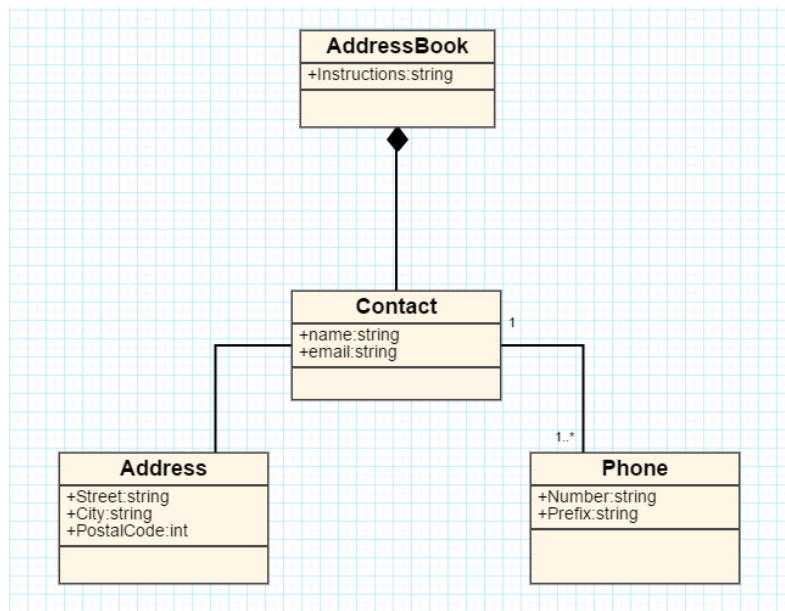 AddressBook
+Instructions:string
Contact
+name:string
+email:string
1
1..*
Address
+Street:string
+City:string
+PostalCode:int
Phone
+Number:string
+Prefix:string